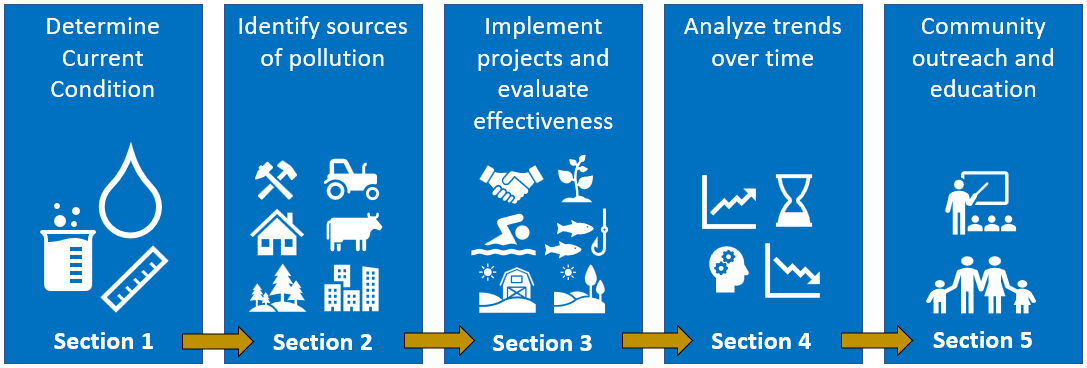 Determine
Current
Condition
Section 1
Identify sources
of pollution
Section 2
Implement
projects and
evaluate
effectiveness
Section 3
Analyze trends
over time
Section 4
Community
outreach and
education
Section 5